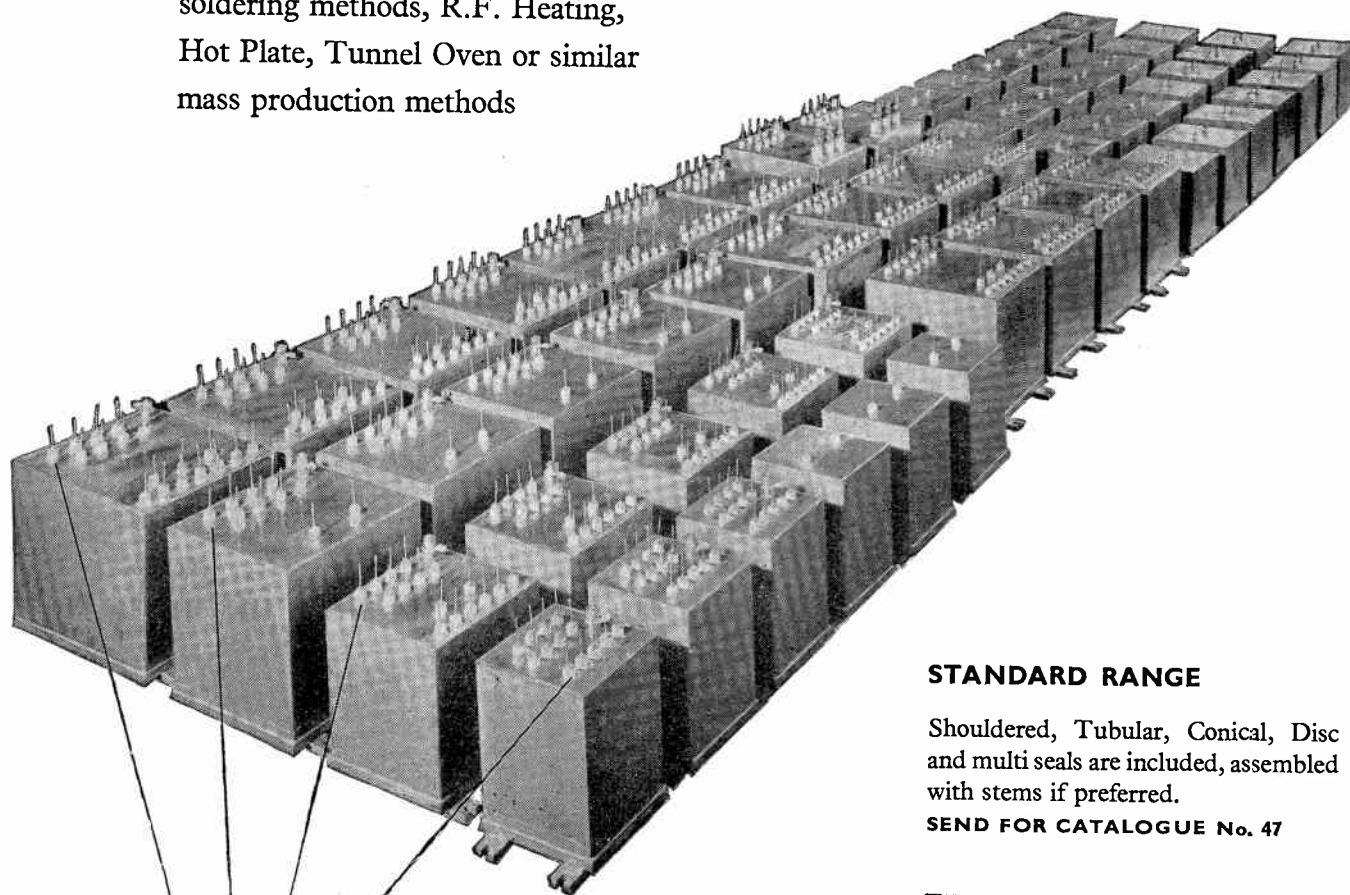 soldering methods, R.F. Heating,
Hot Plate, Tunnel Oven or similar
mass production methods
STANDARD RANGE
Shouldered, Tubular, Conical, Disc
and multi seals are included, assembled
with stems if preferred.
SEND FOR CATALOGUE No. 47